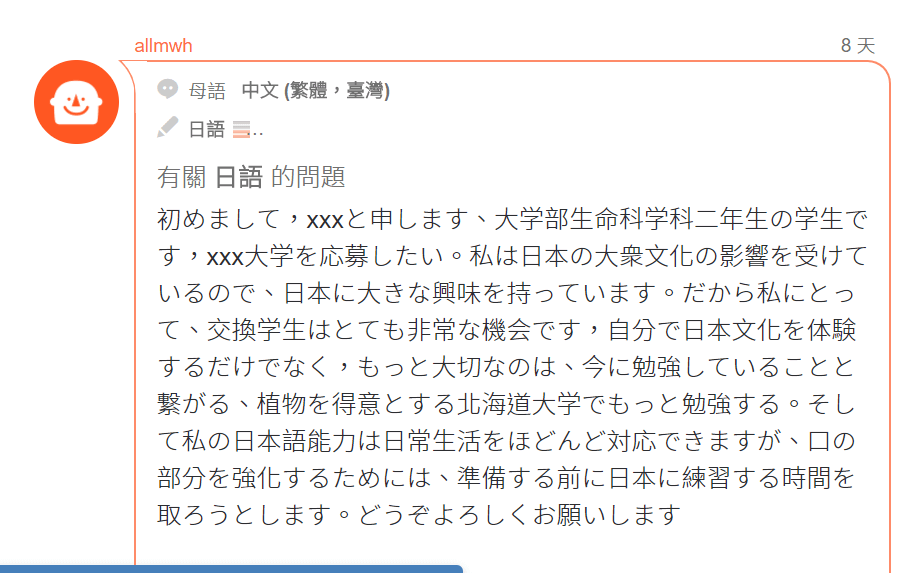 allmwh
8 天
母語 中文 (繁體，臺灣)
日語 ...
有關 日語 的問題
初めまして，xxxと申します、大学部生命科学科二年生の学生で
す，xxx大学を応募したい。私は日本の大衆文化の影響を受けて
いるので、日本に大きな興味を持っています。だから私にとっ
て、交換学生はとても非常な機会です，自分で日本文化を体験
するだけでなく，もっと大切なのは、今に勉強していることと
繋がる、植物を得意とする北海道大学でもっと勉強する。そし
て私の日本語能力は日常生活をほどんど対応できますが、口の
部分を強化するためには、準備する前に日本に練習する時間を
取ろうとします。どうぞよろしくお願いします